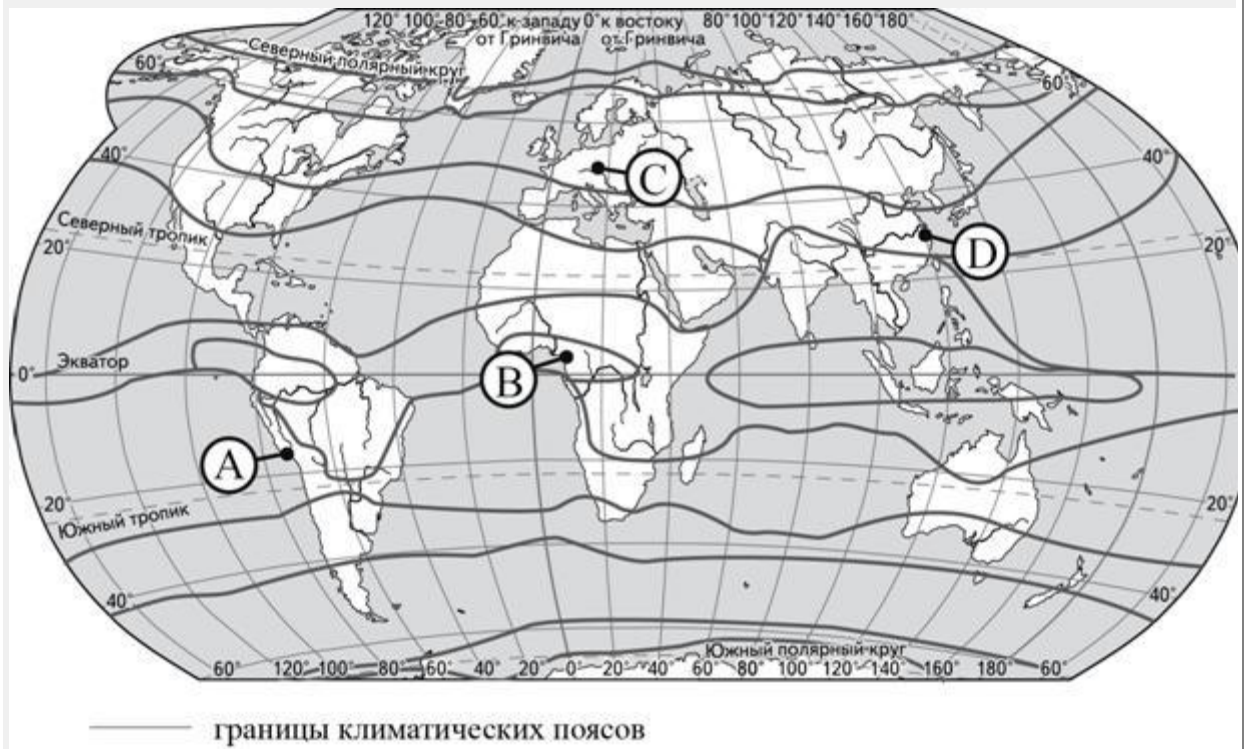 120° 100° 80° 60° к западу 0° к востоку 80° 100° 120° 140° 160° 180°
от Гринвича от Гринвича
Северный полярный круг
60° 60°
40° 40°
C
Северный тропик
D
20° 20°
Экватор
0°
B
A
20° 20°
Южный тропик
40° 40°
Южный полярный круг
60° 120° 100° 80° 60° 40° 20° 0° 20° 40° 60° 80° 100° 120° 140° 160° 180° 60°
границы климатических поясов